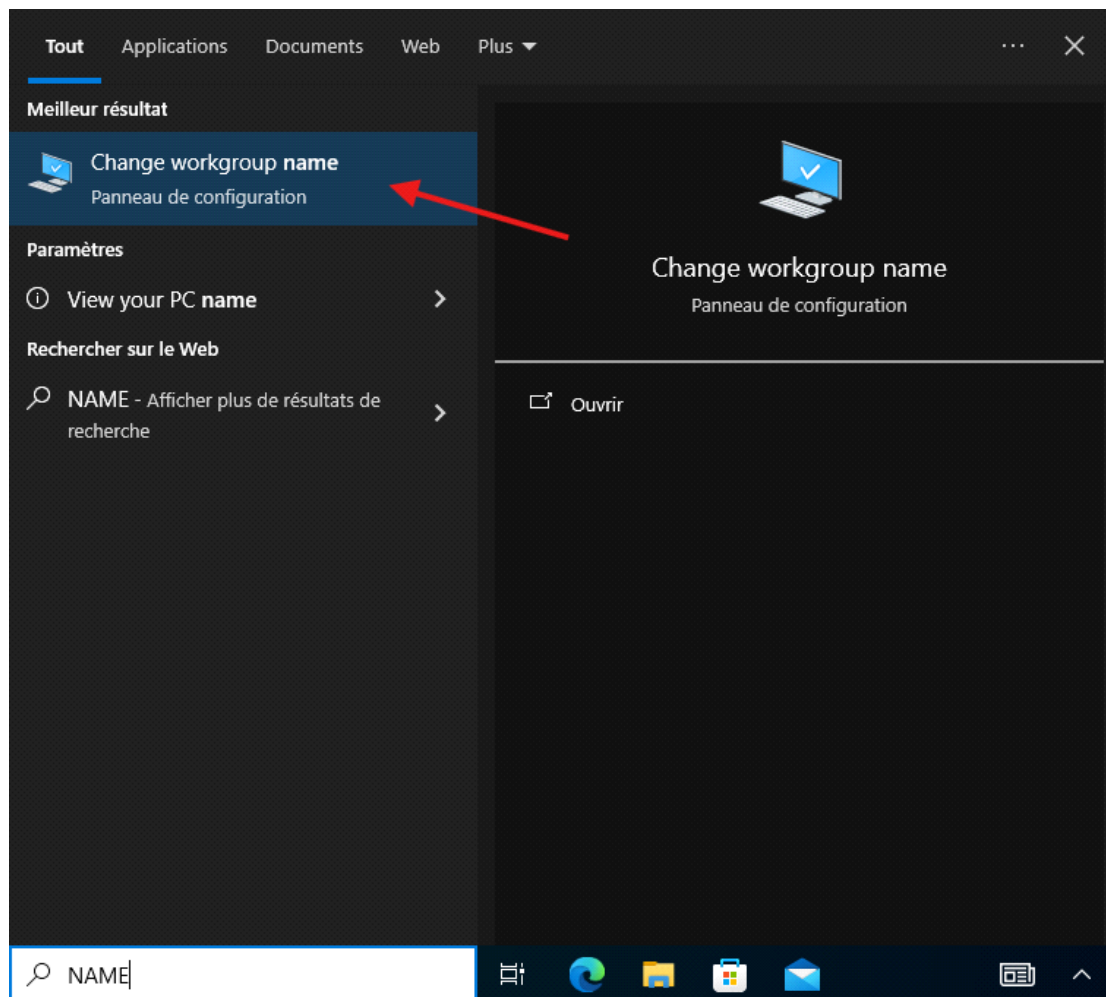 Tout Applications Documents Web Plus
Meilleur résultat
Change workgroup name
Panneau de configuration
Paramètres
View your PC name
Rechercher sur le Web
NAME - Afficher plus de résultats de
recherche
Change workgroup name
Panneau de configuration
Ouvrir
NAME